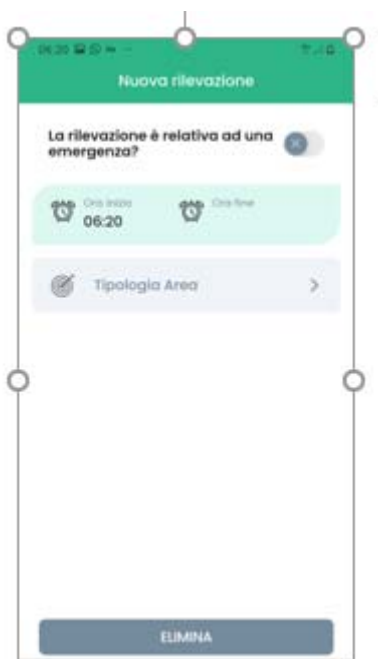 06:20
Nuova rilevazione
La rilevazione è relativa ad una
emergenza?
Ora inizio
Ora fine
06:20
Tipologia Area
ELIMINA